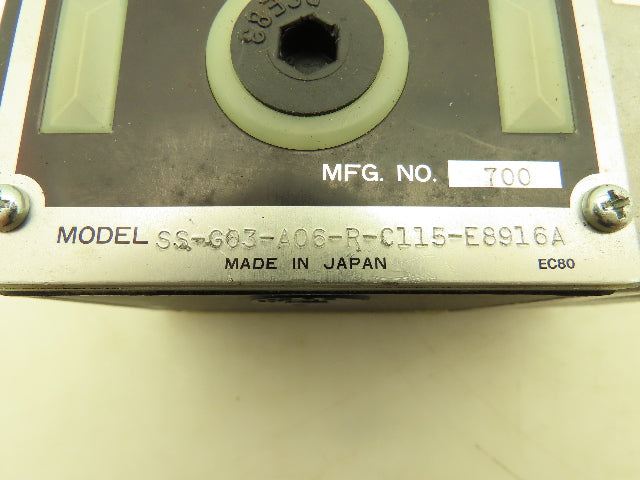 MFG. NO. 700
MODEL SS-G03-A06-R-C115-E8916A
MADE IN JAPAN EC80